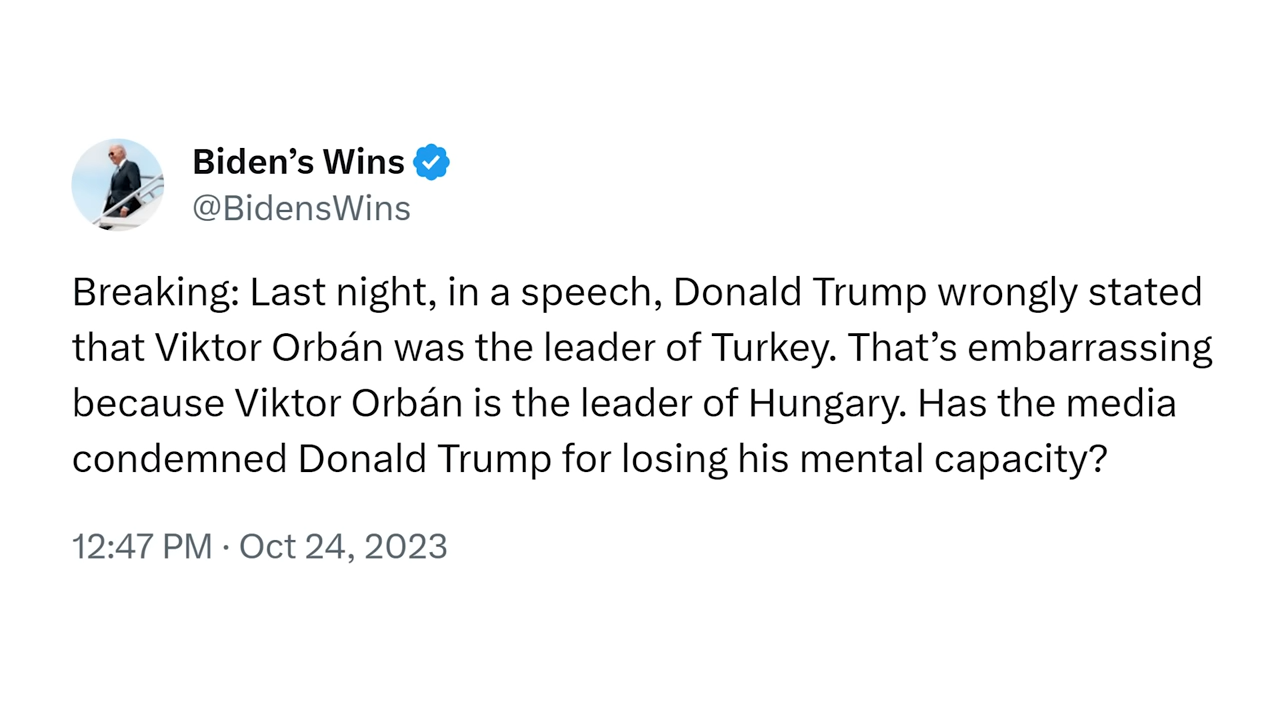 Biden’s Wins
@BidensWins
Breaking: Last night, in a speech, Donald Trump wrongly stated
that Viktor Orbán was the leader of Turkey. That’s embarrassing
because Viktor Orbán is the leader of Hungary. Has the media
condemned Donald Trump for losing his mental capacity?
12:47 PM · Oct 24, 2023